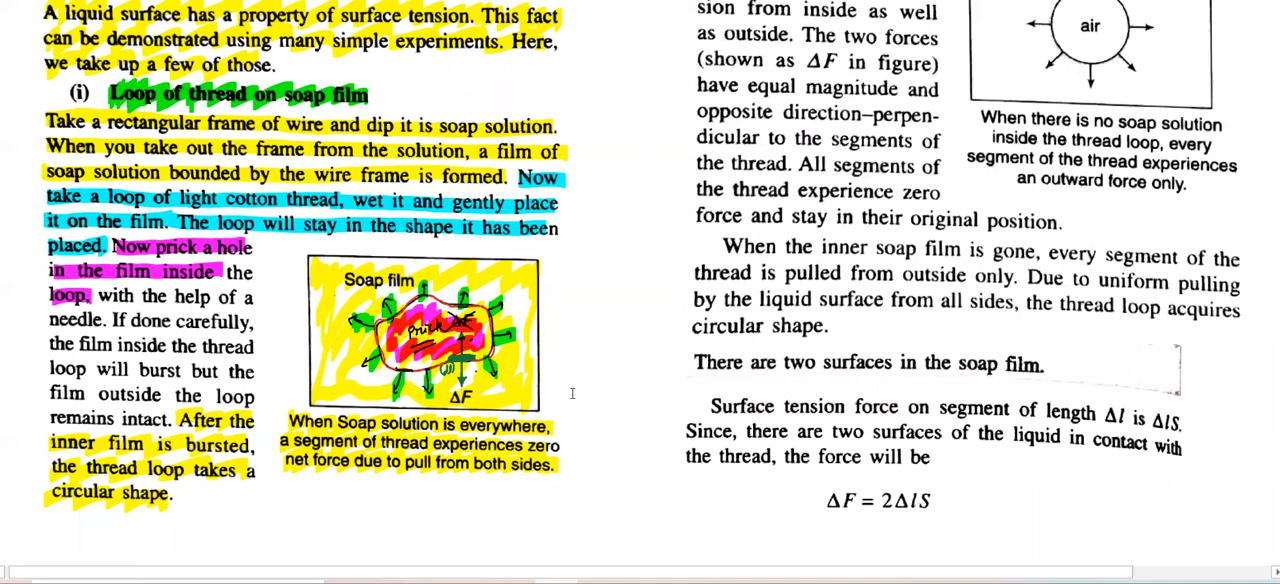 A liquid surface has a property of surface tension. This fact
can be demonstrated using many simple experiments. Here,
we take up a few of those.
(i) Loop of thread on soap film
Take a rectangular frame of wire and dip it is soap solution.
When you take out the frame from the solution, a film of
soap solution bounded by the wire frame is formed. Now
take a loop of light cotton thread, wet it and gently place
it on the film. The loop will stay in the shape it has been
placed. Now prick a hole
in the film inside the
loop, with the help of a
needle. If done carefully,
the film inside the thread
loop will burst but the
film outside the loop
remains intact. After the
inner film is bursted,
the thread loop takes a
circular shape.
Soap film
Prick ΔF
ΔF
When Soap solution is everywhere,
a segment of thread experiences zero
net force due to pull from both sides.
sion from inside as well
as outside. The two forces
(shown as ΔF in figure)
have equal magnitude and
opposite direction–perpen-
dicular to the segments of
the thread. All segments of
the thread experience zero
force and stay in their original position.
air
When there is no soap solution
inside the thread loop, every
segment of the thread experiences
an outward force only.
When the inner soap film is gone, every segment of the
thread is pulled from outside only. Due to uniform pulling
by the liquid surface from all sides, the thread loop acquires
circular shape.
There are two surfaces in the soap film.
Surface tension force on segment of length Δl is ΔlS.
Since, there are two surfaces of the liquid in contact with
the thread, the force will be
ΔF = 2ΔlS